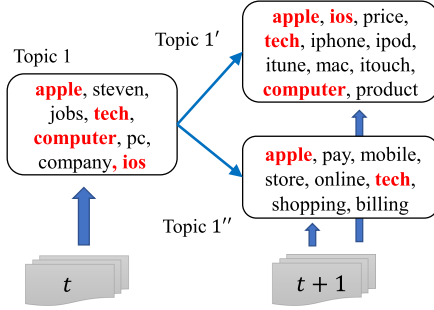 Topic 1
apple, steven,
jobs, tech,
computer, pc,
company, ios
t
Topic 1′
apple, ios, price,
tech, iphone, ipod,
itune, mac, itouch,
computer, product
apple, pay, mobile,
store, online, tech,
shopping, billing
Topic 1′′
t + 1